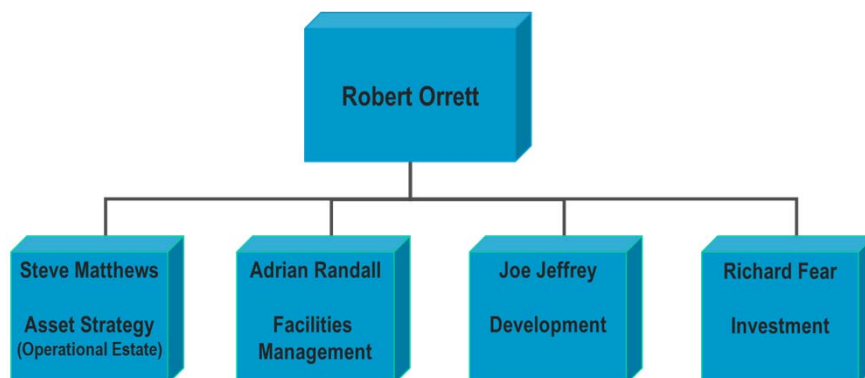 Robert Orrett
Steve Matthews
Asset Strategy
(Operational Estate)
Adrian Randall
Facilities
Management
Joe Jeffrey
Development
Richard Fear
Investment